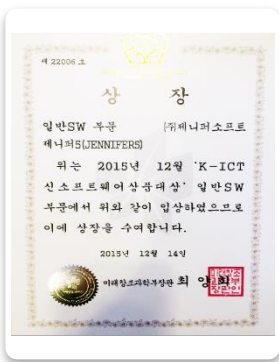 제 22006 호
상 장
일반SW 부문 (주)제니퍼소프트
제니퍼5(JENNIFER5)
위는 2015년 12월 'K-ICT
신소프트웨어상품대상' 일반SW
부문에서 위와 같이 입상하였으므로
이에 상장을 수여합니다.
2015년 12월 14일
미래창조과학부장관 최 양 희